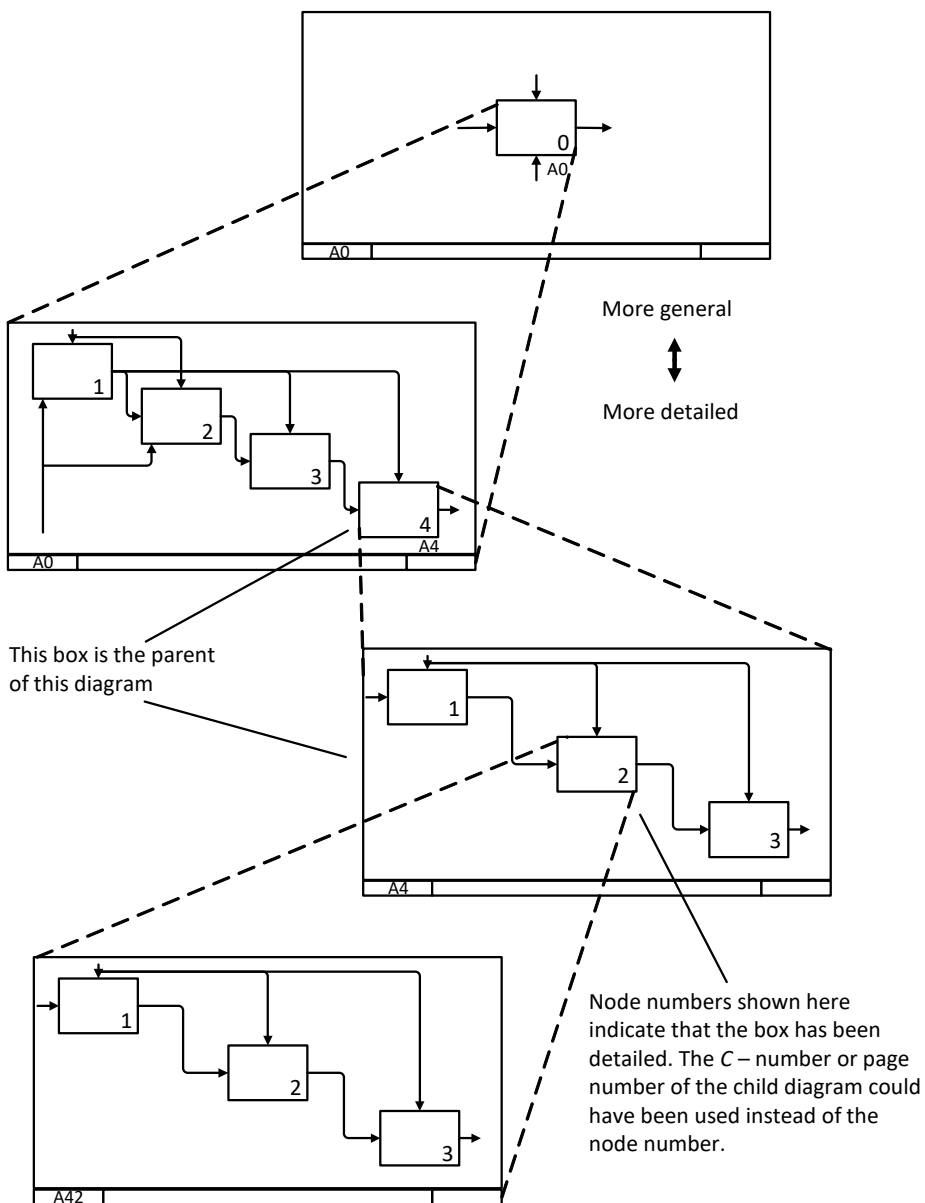 0
A0
A0
More general
More detailed
1
2
3
4
A4
A0
This box is the parent
of this diagram
1
2
3
A4
Node numbers shown here
indicate that the box has been
detailed. The C – number or page
number of the child diagram could
have been used instead of the
node number.
1
2
3
A42